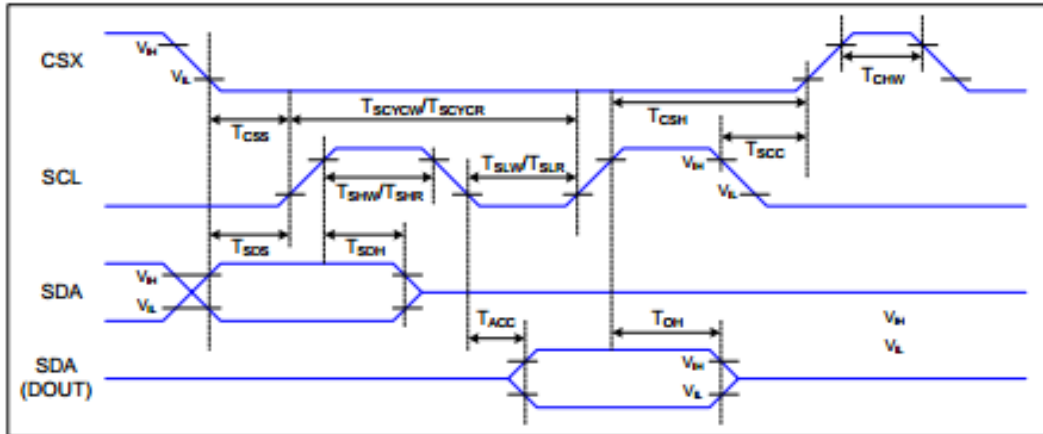 CSX
VIH
VIL
TCHW
TSCYCW/TSCYCR
TCSS
TCSH
TSCC
SCL
TSLW/TSLR
VIH
TSHW/TSHR
VIL
TSDS
TSDH
SDA
VIH
VIL
TACC
TOH
VIH
VIL
SDA
(DOUT)
VIH
VIL